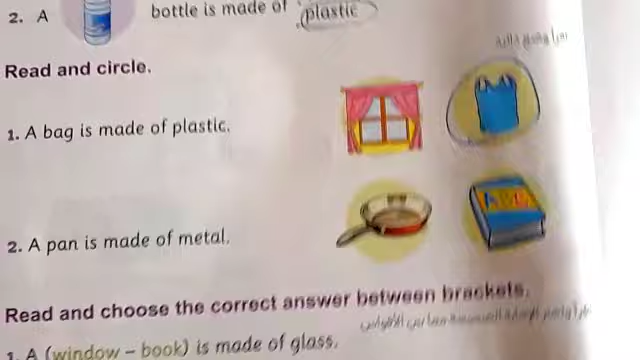 2. A bottle is made of plastic
Read and circle.
1. A bag is made of plastic.
2. A pan is made of metal.
Read and choose the correct answer between brackets.
1. A (window – book) is made of glass.